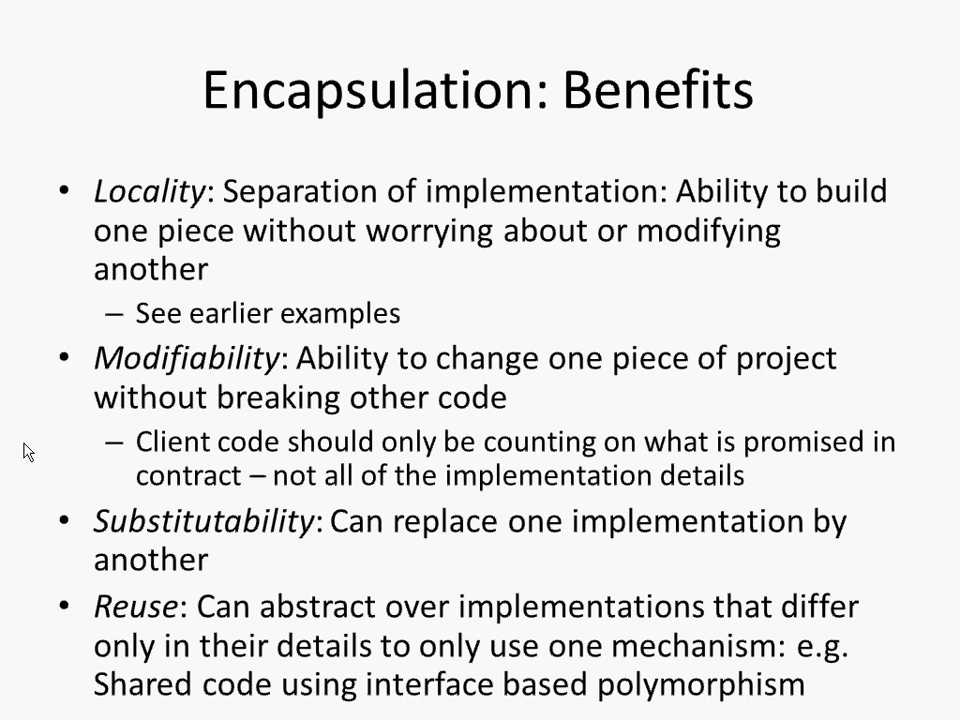 Encapsulation: Benefits
• Locality: Separation of implementation: Ability to build
one piece without worrying about or modifying
another
– See earlier examples
• Modifiability: Ability to change one piece of project
without breaking other code
– Client code should only be counting on what is promised in
contract – not all of the implementation details
• Substitutability: Can replace one implementation by
another
• Reuse: Can abstract over implementations that differ
only in their details to only use one mechanism: e.g.
Shared code using interface based polymorphism